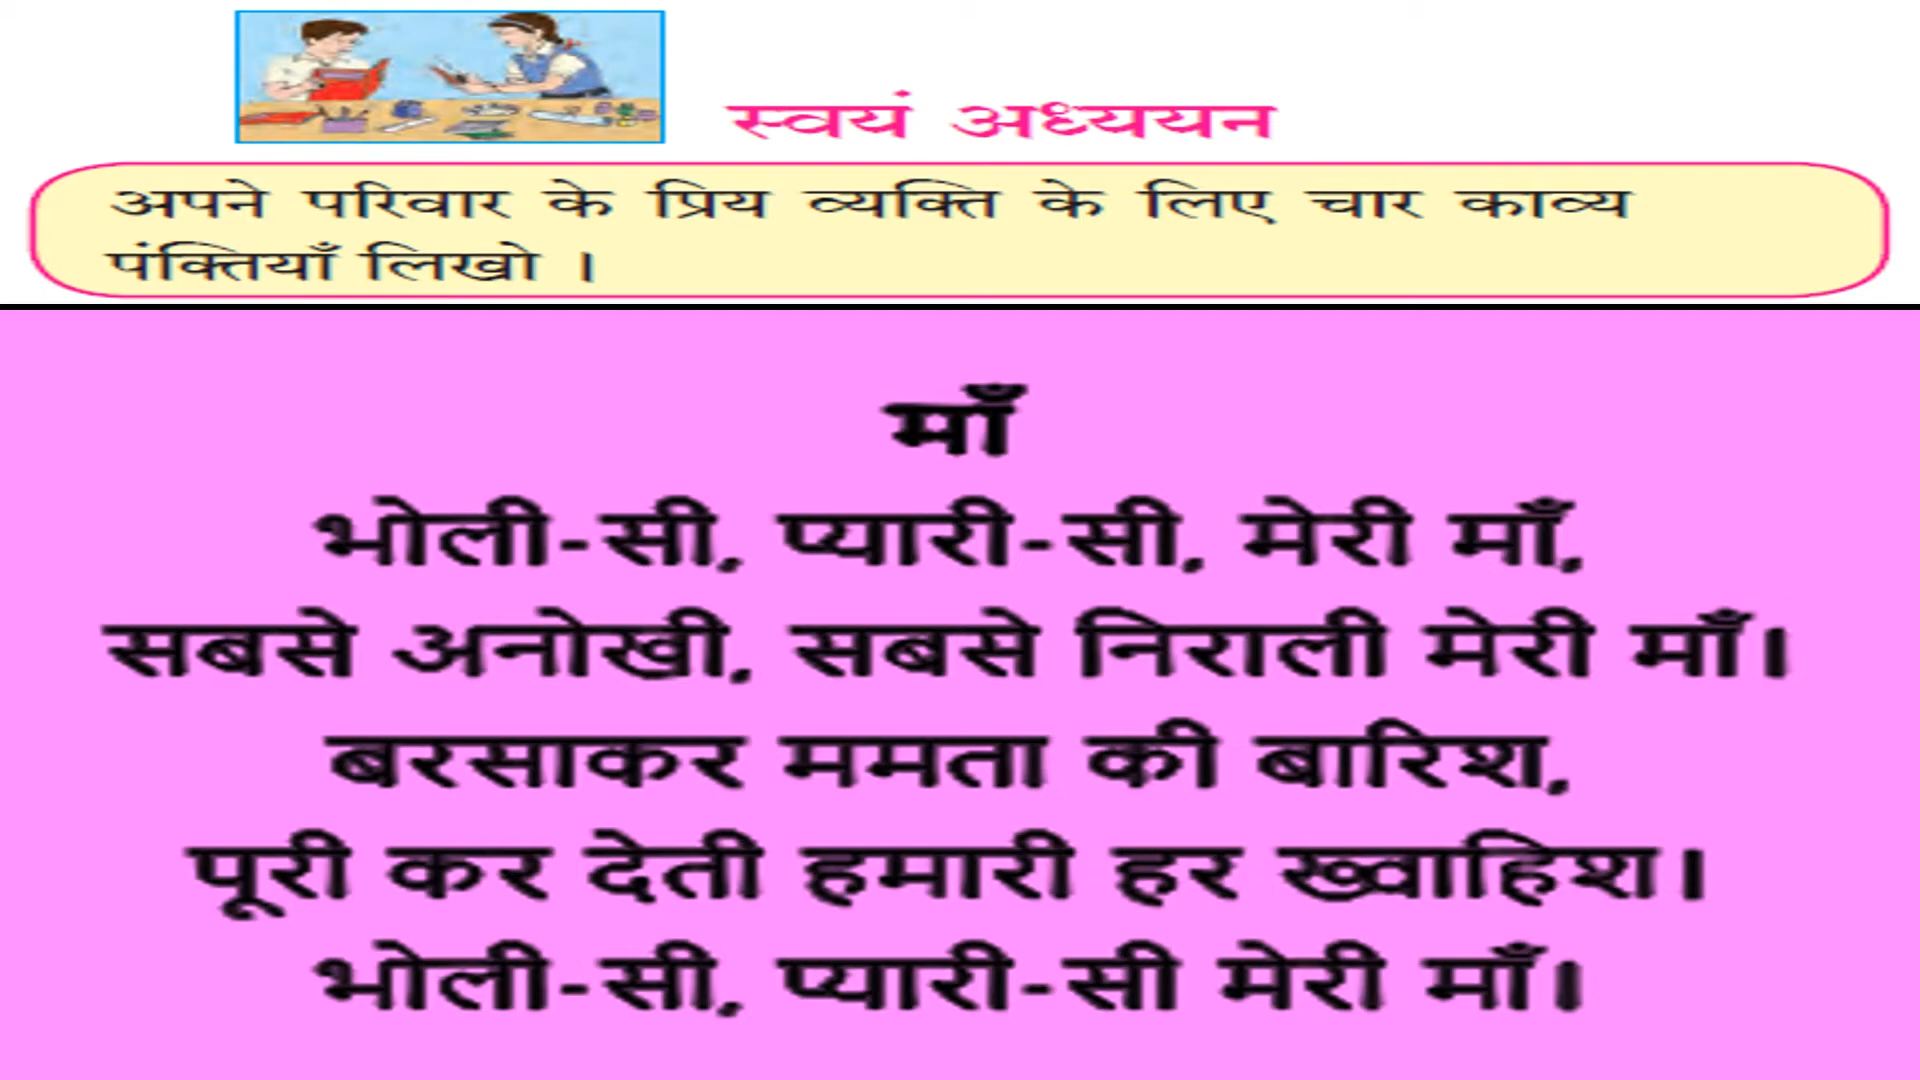 स्वयं अध्ययन
अपने परिवार के प्रिय व्यक्ति के लिए चार काव्य
पंक्तियाँ लिखो ।
माँ
भोली-सी, प्यारी-सी, मेरी माँ,
सबसे अनोखी, सबसे निराली मेरी माँ।
बरसाकर ममता की बारिश,
पूरी कर देती हमारी हर ख्वाहिश।
भोली-सी, प्यारी-सी मेरी माँ।